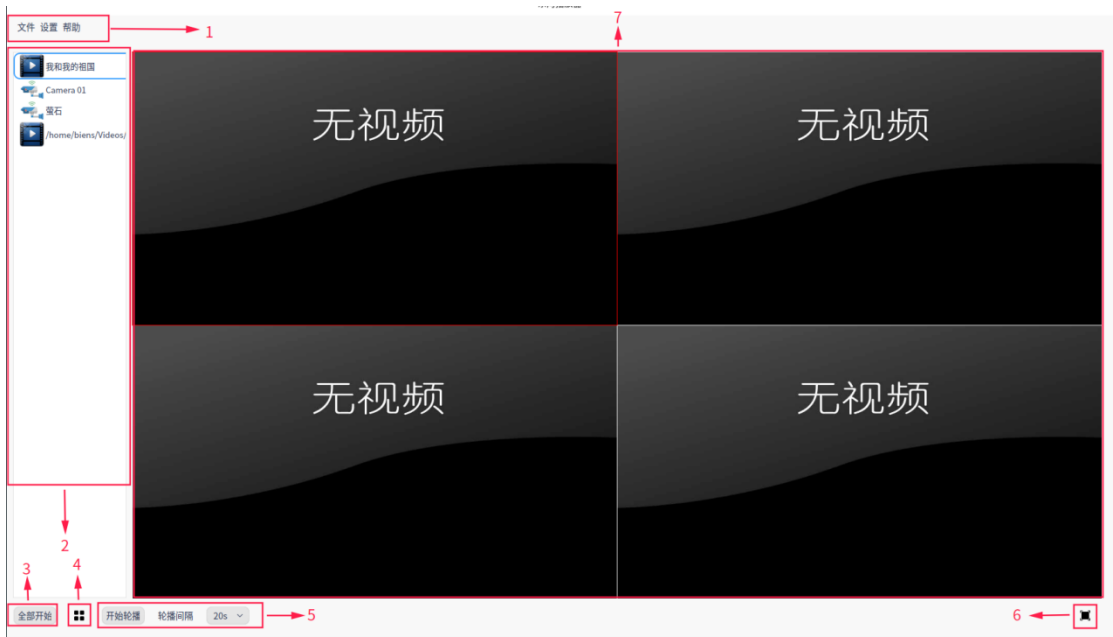 7
文件 设置 帮助
1
我和我的祖国
Camera 01
萤石
/home/biens/Videos/
无视频
无视频
无视频
无视频
2
3
4
全部开始
开始轮播 轮播间隔 20s
5
6